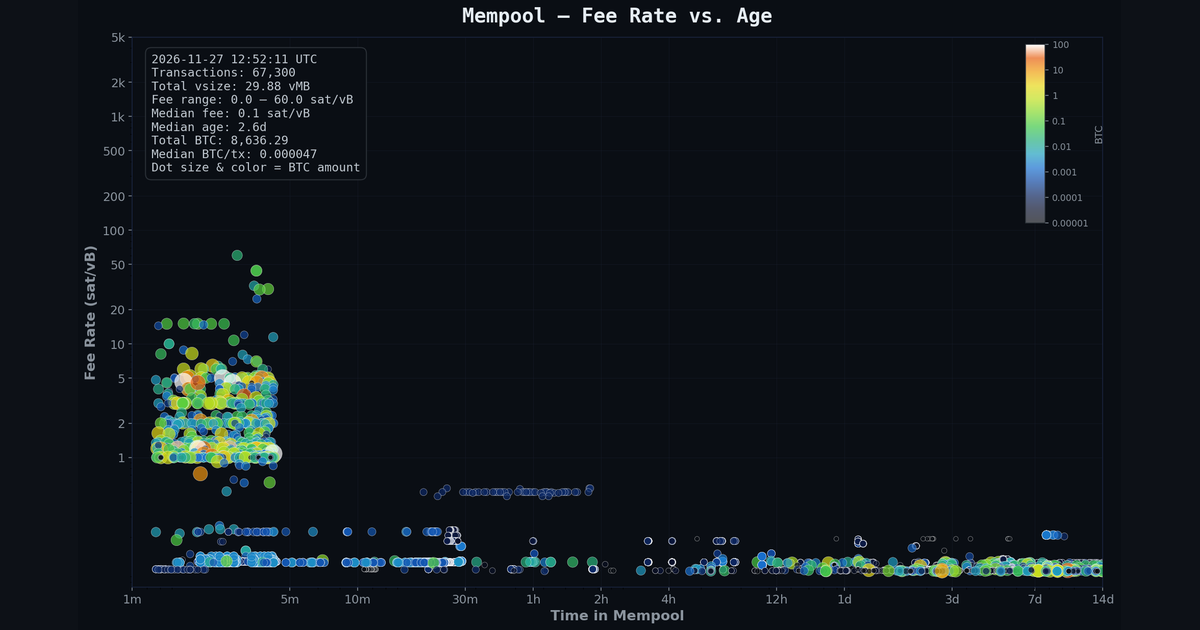 Mempool — Fee Rate vs. Age
2026-11-27 12:52:11 UTC
Transactions: 67,300
Total vsize: 29.88 vMB
Fee range: 0.0 – 60.0 sat/vB
Median fee: 0.1 sat/vB
Median age: 2.6d
Total BTC: 8,636.29
Median BTC/tx: 0.000047
Dot size & color = BTC amount
100
10
1
0.1
0.01
0.001
0.0001
0.00001
BTC
Fee Rate (sat/vB)
5k
2k
1k
500
200
100
50
20
10
5
2
1
1m
5m
10m
30m
1h
2h
4h
12h
1d
3d
7d
14d
Time in Mempool